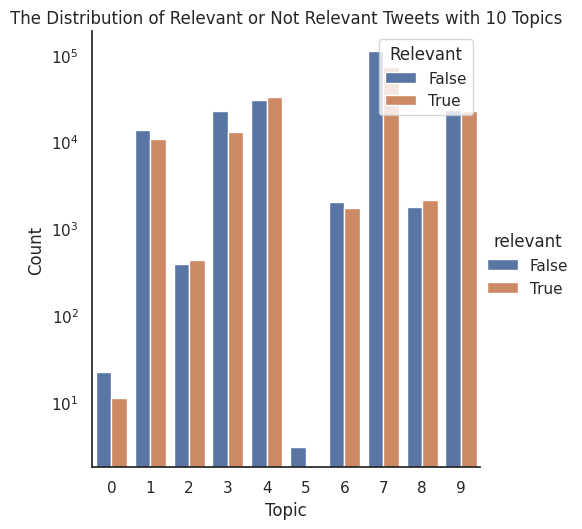 The Distribution of Relevant or Not Relevant Tweets with 10 Topics
Relevant
False
True
relevant
False
True
Count
10^5
10^4
10^3
10^2
10^1
0 1 2 3 4 5 6 7 8 9
Topic